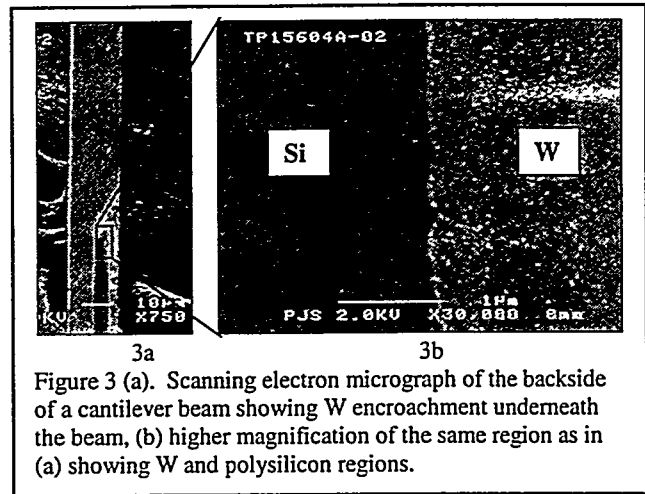 2
TP15604A-02
Si
W
KV 10μm X750
1μm
PJS 2.0KV X30,000 8mm
3a
3b
Figure 3 (a). Scanning electron micrograph of the backside
of a cantilever beam showing W encroachment underneath
the beam, (b) higher magnification of the same region as in
(a) showing W and polysilicon regions.